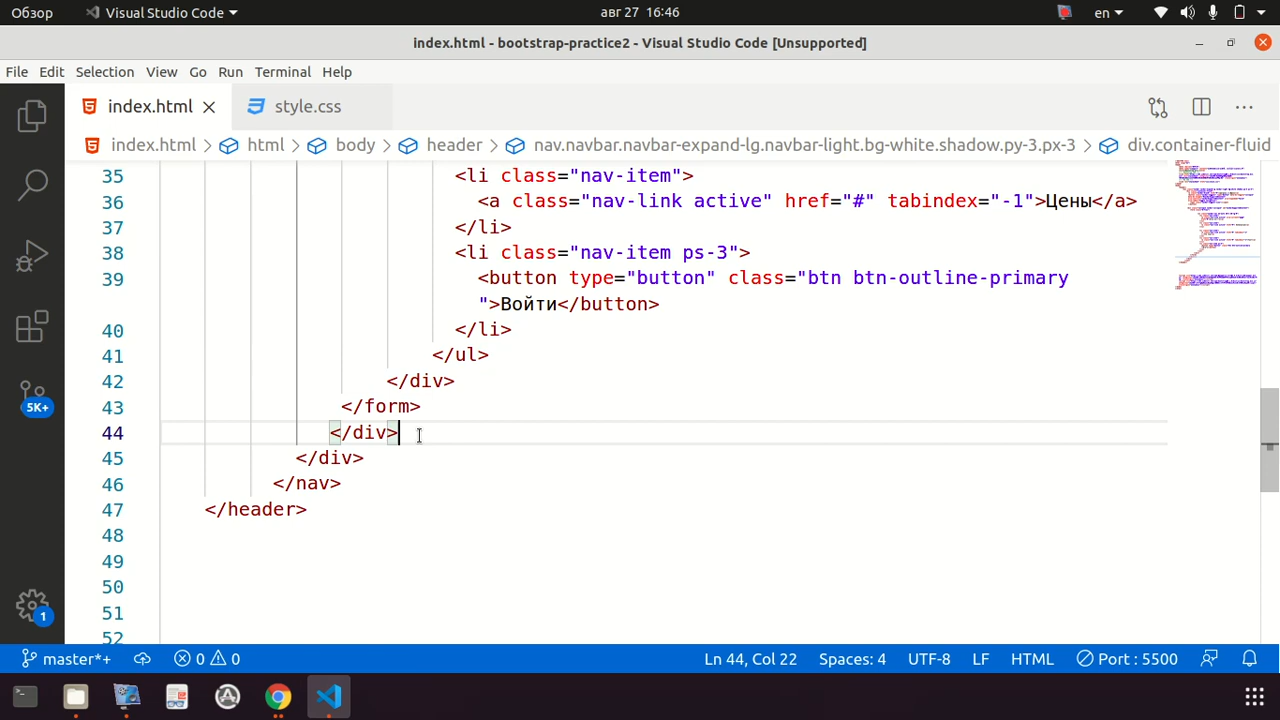 Обзор Visual Studio Code авг 27 16:46 en
index.html - bootstrap-practice2 - Visual Studio Code [Unsupported]
File Edit Selection View Go Run Terminal Help
index.html style.css
index.html > html > body > header > nav.navbar.navbar-expand-lg.navbar-light.bg-white.shadow.py-3.px-3 > div.container-fluid
35 <li class="nav-item">
36 <a class="nav-link active" href="#" tabindex="-1">Цены</a>
37 </li>
38 <li class="nav-item ps-3">
39 <button type="button" class="btn btn-outline-primary
">Войти</button>
40 </li>
41 </ul>
42 </div>
43 </form>
44 </div>
45 </div>
46 </nav>
47 </header>
48
49
50
51
52
5K+
1
master*+ 0 0 Ln 44, Col 22 Spaces: 4 UTF-8 LF HTML Port : 5500